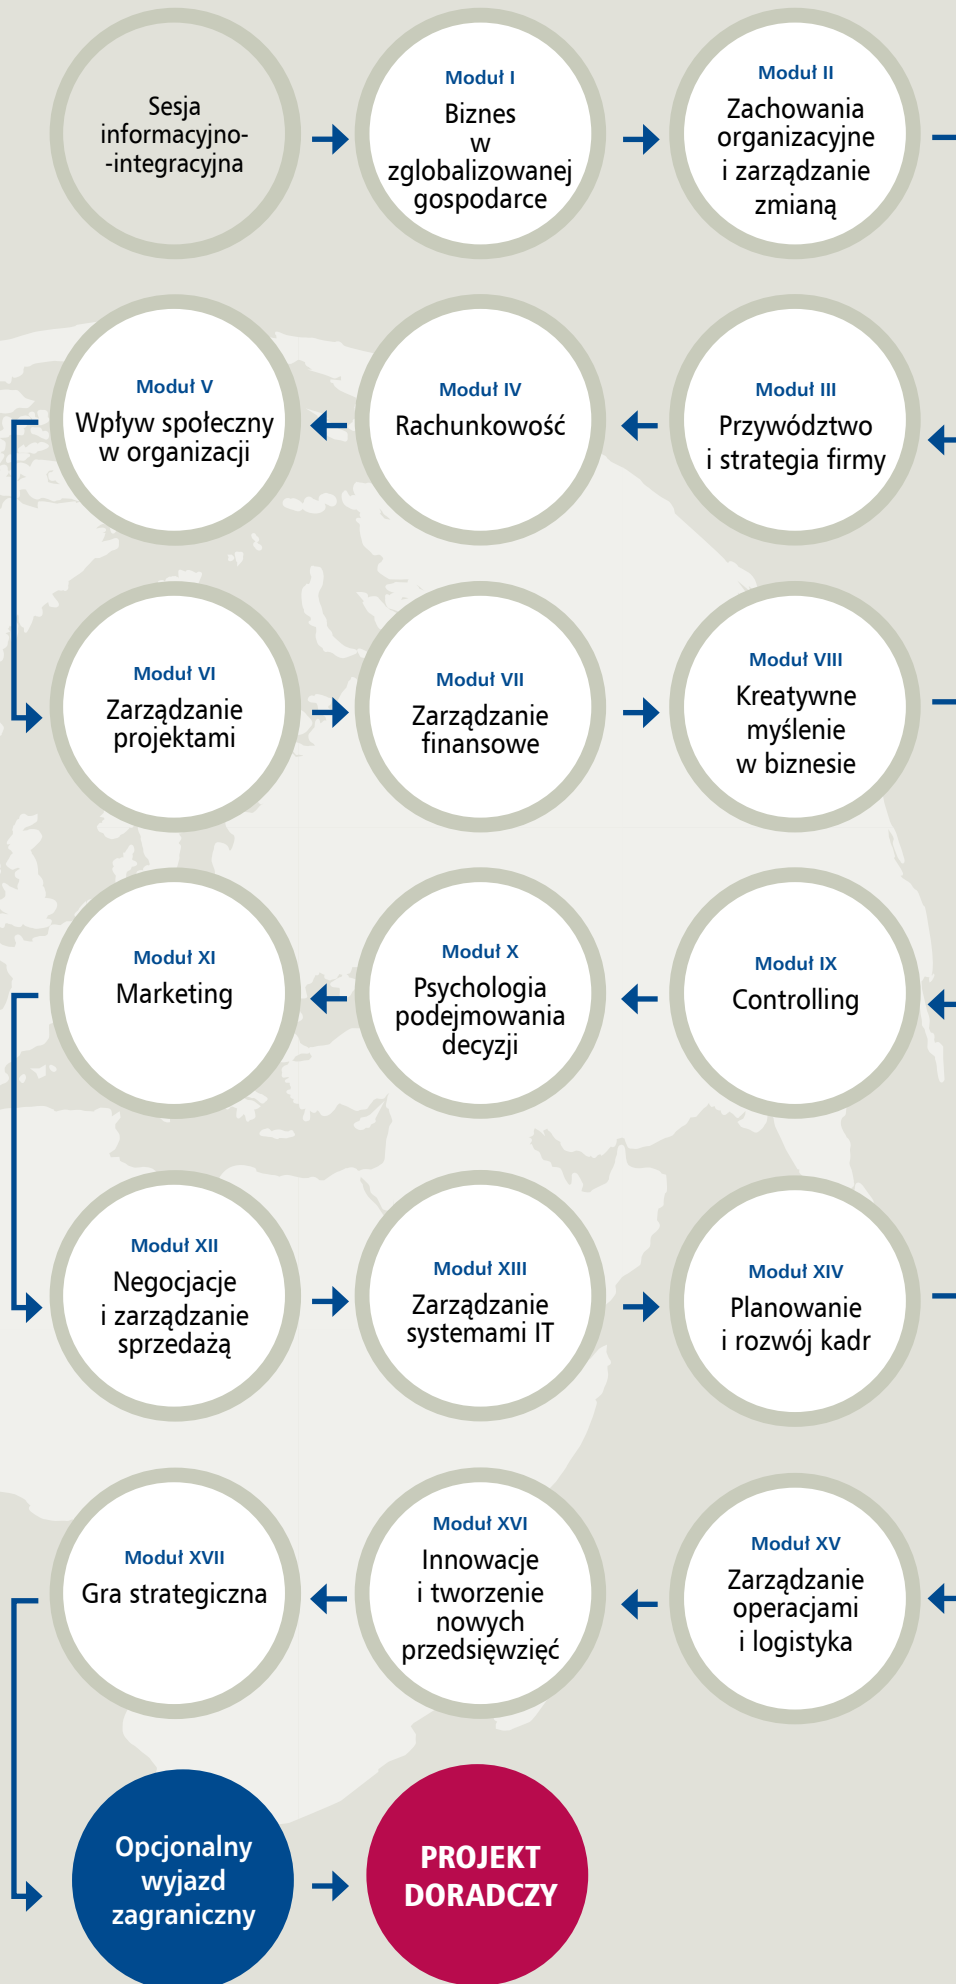 Sesja
informacyjno-
-integracyjna
Moduł I
Biznes
w
zglobalizowanej
gospodarce
Moduł II
Zachowania
organizacyjne
i zarządzanie
zmianą
Moduł III
Przywództwo
i strategia firmy
Moduł IV
Rachunkowość
Moduł V
Wpływ społeczny
w organizacji
Moduł VI
Zarządzanie
projektami
Moduł VII
Zarządzanie
finansowe
Moduł VIII
Kreatywne
myślenie
w biznesie
Moduł IX
Controlling
Moduł X
Psychologia
podejmowania
decyzji
Moduł XI
Marketing
Moduł XII
Negocjacje
i zarządzanie
sprzedażą
Moduł XIII
Zarządzanie
systemami IT
Moduł XIV
Planowanie
i rozwój kadr
Moduł XV
Zarządzanie
operacjami
i logistyka
Moduł XVI
Innowacje
i tworzenie
nowych
przedsięwzięć
Moduł XVII
Gra strategiczna
Opcjonalny
wyjazd
zagraniczny
PROJEKT
DORADCZY